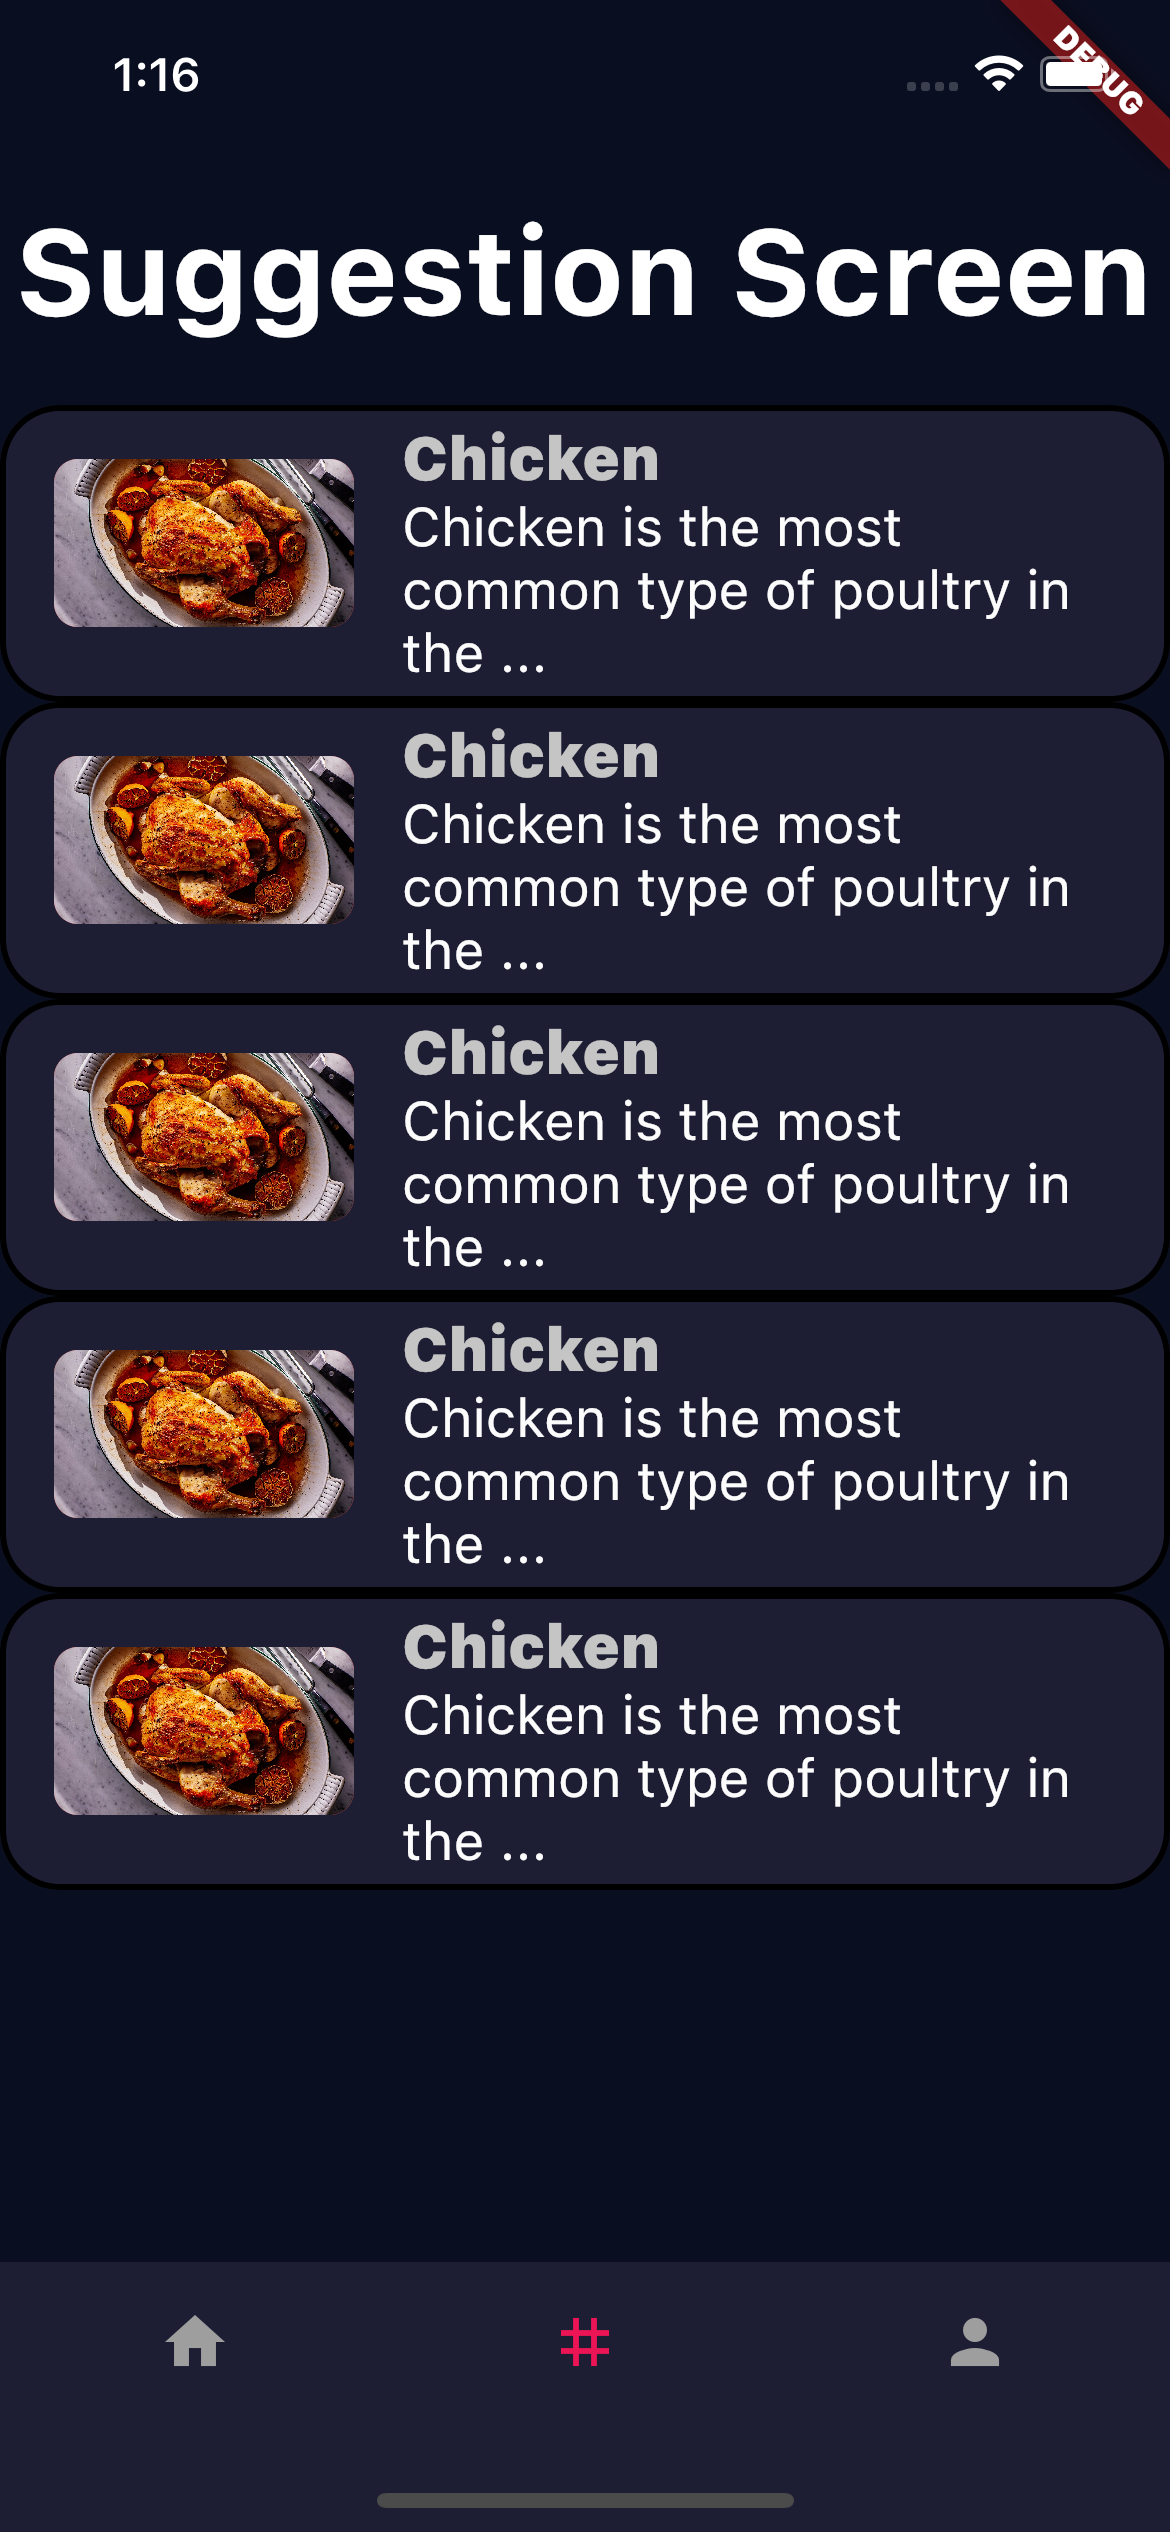 1:16
DEBUG
Suggestion Screen
Chicken
Chicken is the most
common type of poultry in
the ...
Chicken
Chicken is the most
common type of poultry in
the ...
Chicken
Chicken is the most
common type of poultry in
the ...
Chicken
Chicken is the most
common type of poultry in
the ...
Chicken
Chicken is the most
common type of poultry in
the ...